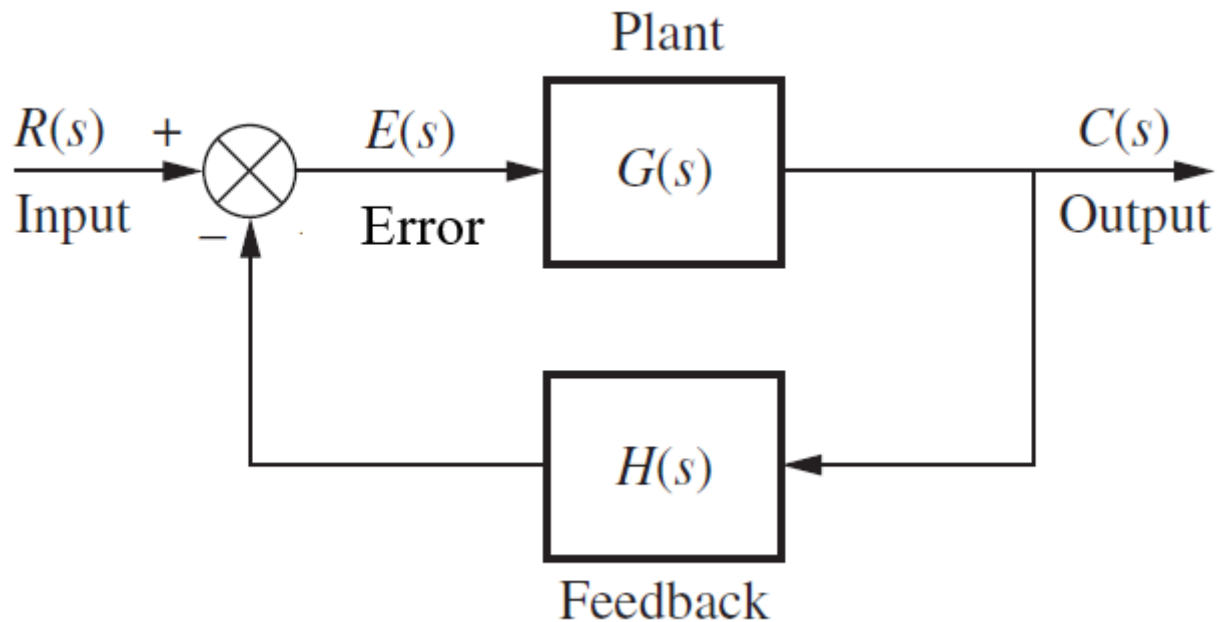 Plant
R(s) +
E(s)
G(s)
C(s)
Input
−
Error
Output
H(s)
Feedback